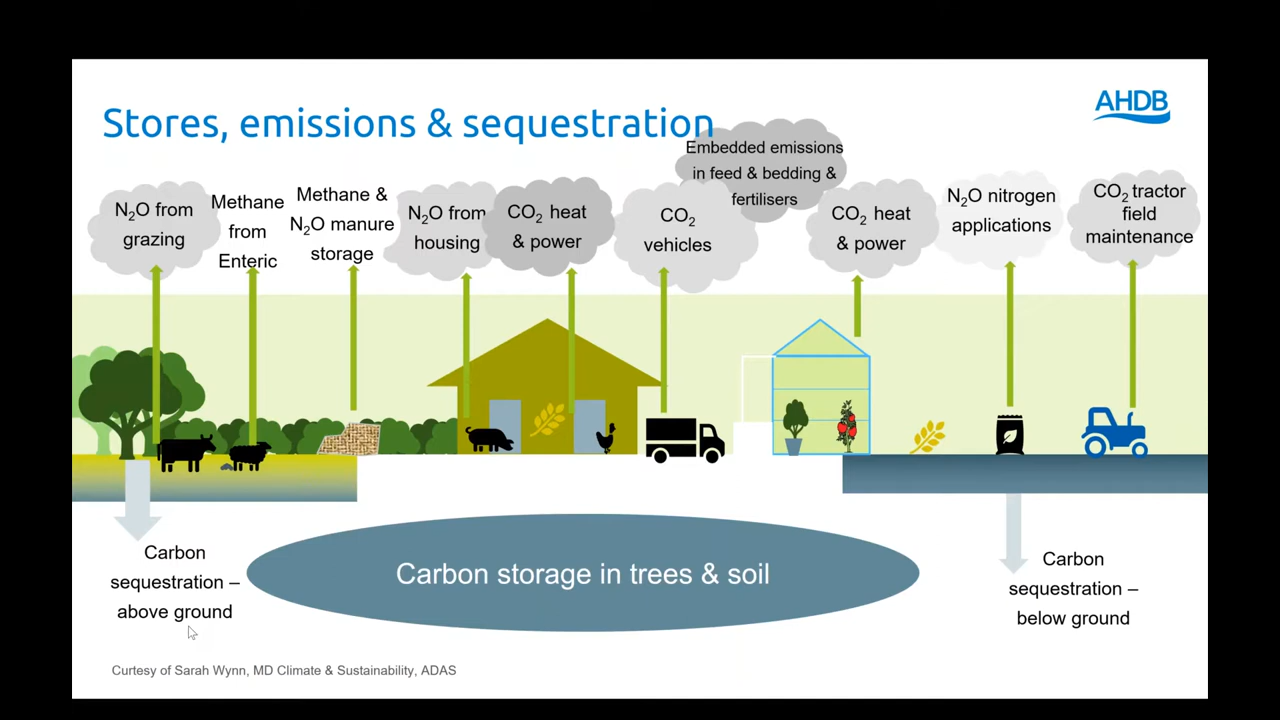 Stores, emissions & sequestration
AHDB
N₂O from
grazing
Methane
from
Enteric
Methane &
N₂O manure
storage
N₂O from
housing
CO₂ heat
& power
CO₂
vehicles
Embedded emissions
in feed & bedding &
fertilisers
CO₂ heat
& power
N₂O nitrogen
applications
CO₂ tractor
field
maintenance
Carbon
sequestration –
above ground
Carbon storage in trees & soil
Carbon
sequestration –
below ground
Curtesy of Sarah Wynn, MD Climate & Sustainability, ADAS